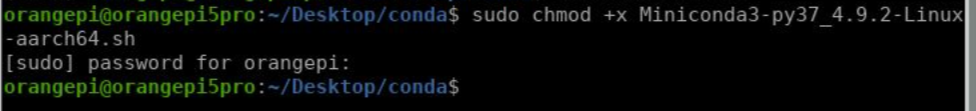 orangepi@orangepi5pro:~/Desktop/conda$ sudo chmod +x Miniconda3-py37_4.9.2-Linux
-aarch64.sh
[sudo] password for orangepi:
orangepi@orangepi5pro:~/Desktop/conda$